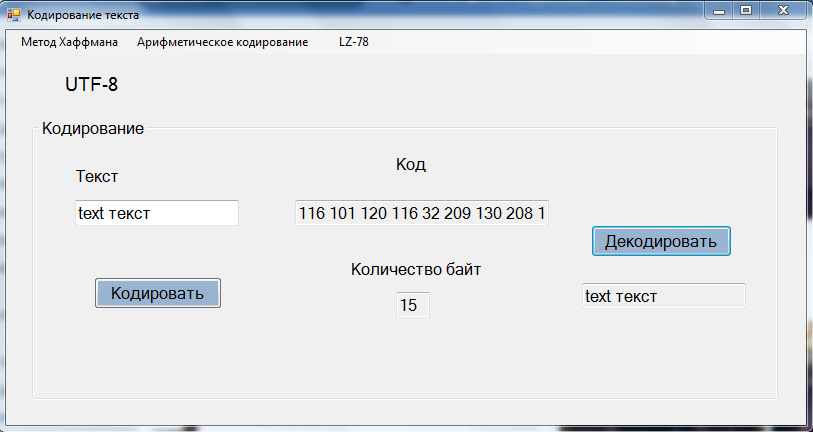 Кодирование текста
Метод Хаффмана Арифметическое кодирование LZ-78
UTF-8
Кодирование
Текст
Код
text текст
116 101 120 116 32 209 130 208 1
Декодировать
Количество байт
Кодировать
15
text текст